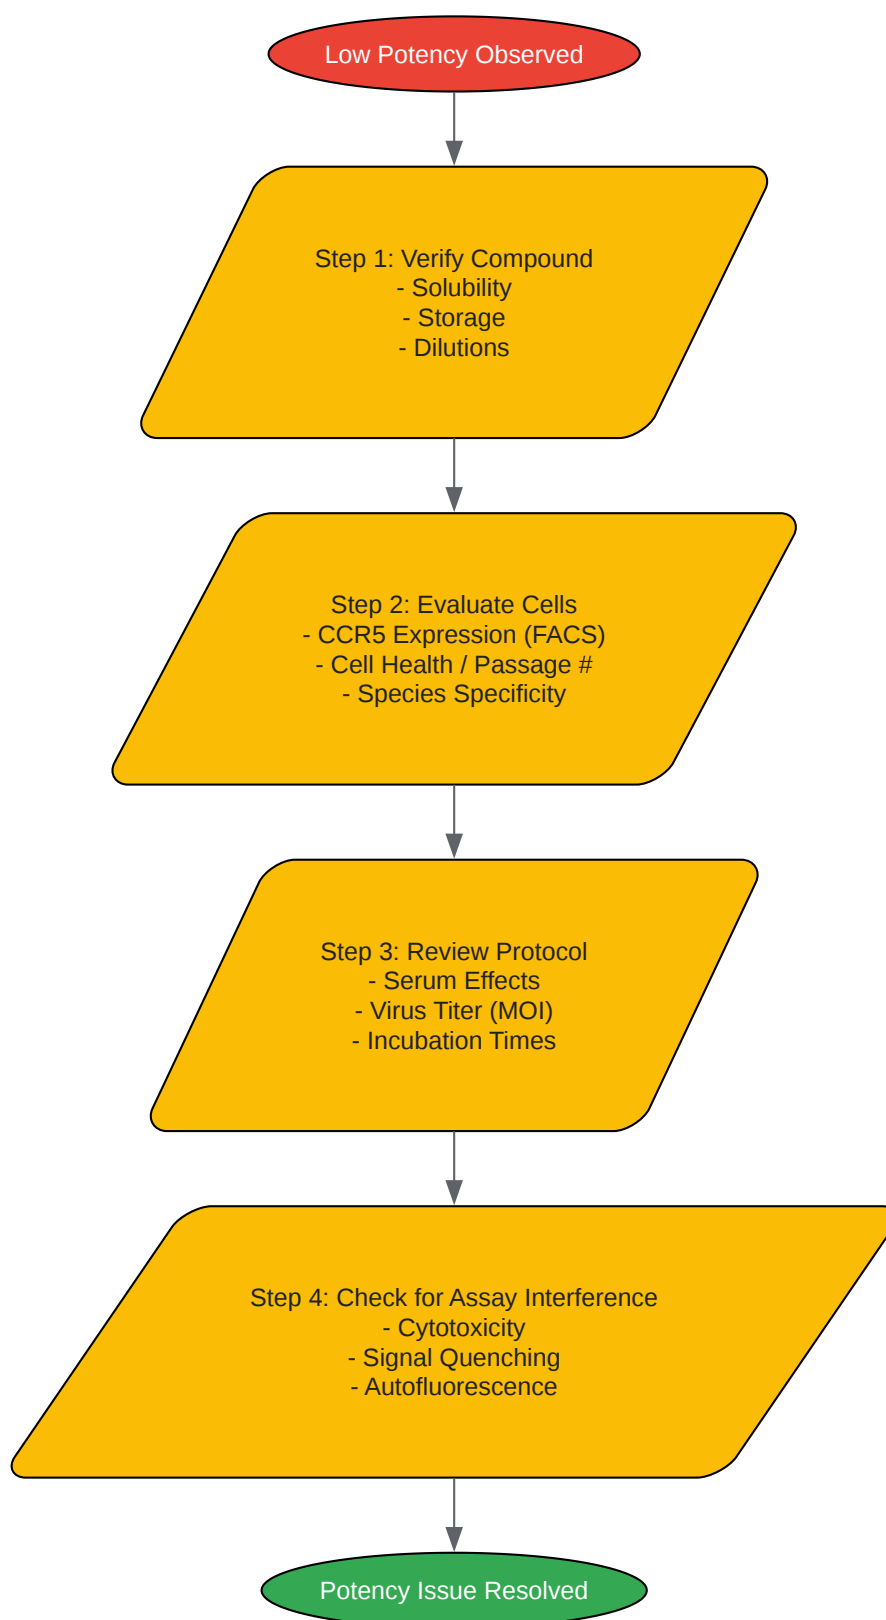 Low Potency Observed
Step 1: Verify Compound
- Solubility
- Storage
- Dilutions
Step 2: Evaluate Cells
- CCR5 Expression (FACS)
- Cell Health / Passage #
- Species Specificity
Step 3: Review Protocol
- Serum Effects
- Virus Titer (MOI)
- Incubation Times
Step 4: Check for Assay Interference
- Cytotoxicity
- Signal Quenching
- Autofluorescence
Potency Issue Resolved